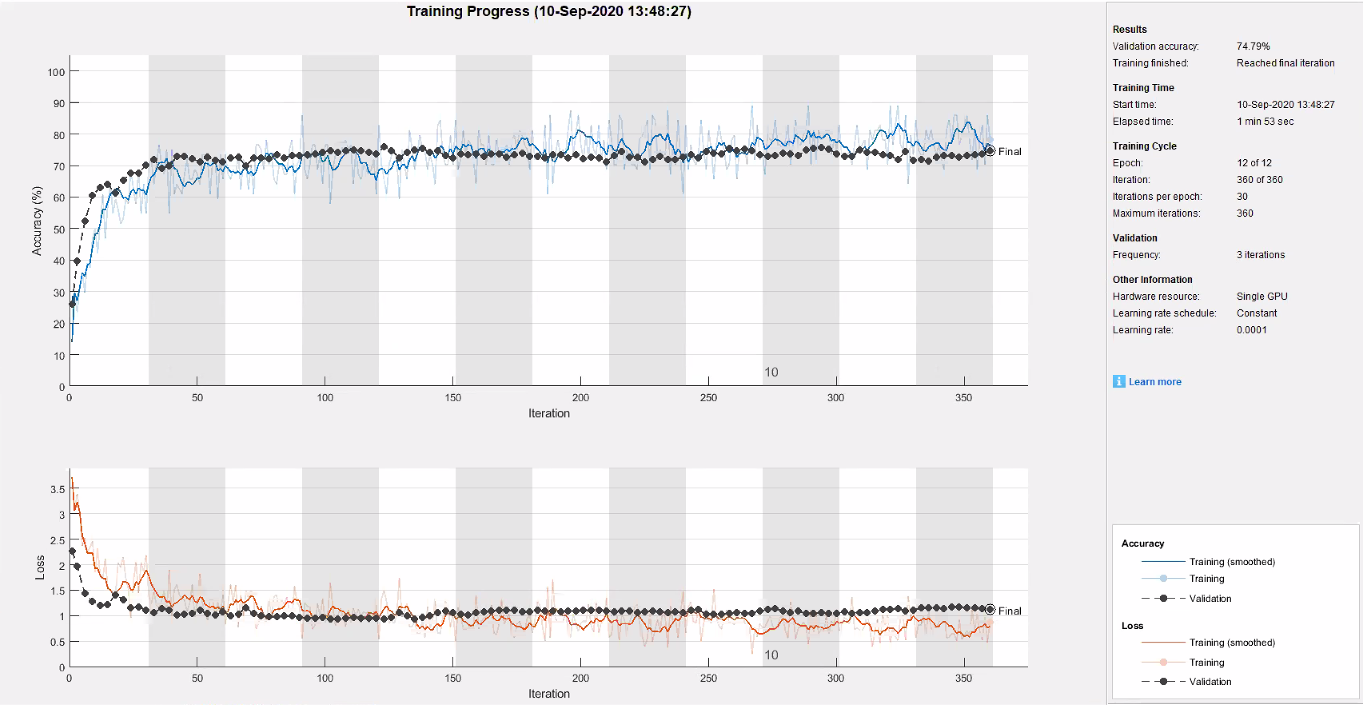 Training Progress (10-Sep-2020 13:48:27)
100
90
80
70
60
50
40
30
20
10
0
Accuracy (%)
Final
10
0 50 100 150 200 250 300 350
Iteration
3.5
3
2.5
2
1.5
1
0.5
0
Loss
Final
10
0 50 100 150 200 250 300 350
Iteration
Results
Validation accuracy: 74.79%
Training finished: Reached final iteration
Training Time
Start time: 10-Sep-2020 13:48:27
Elapsed time: 1 min 53 sec
Training Cycle
Epoch: 12 of 12
Iteration: 360 of 360
Iterations per epoch: 30
Maximum iterations: 360
Validation
Frequency: 3 iterations
Other Information
Hardware resource: Single GPU
Learning rate schedule: Constant
Learning rate: 0.0001
i Learn more
Accuracy
Training (smoothed)
Training
Validation
Loss
Training (smoothed)
Training
Validation